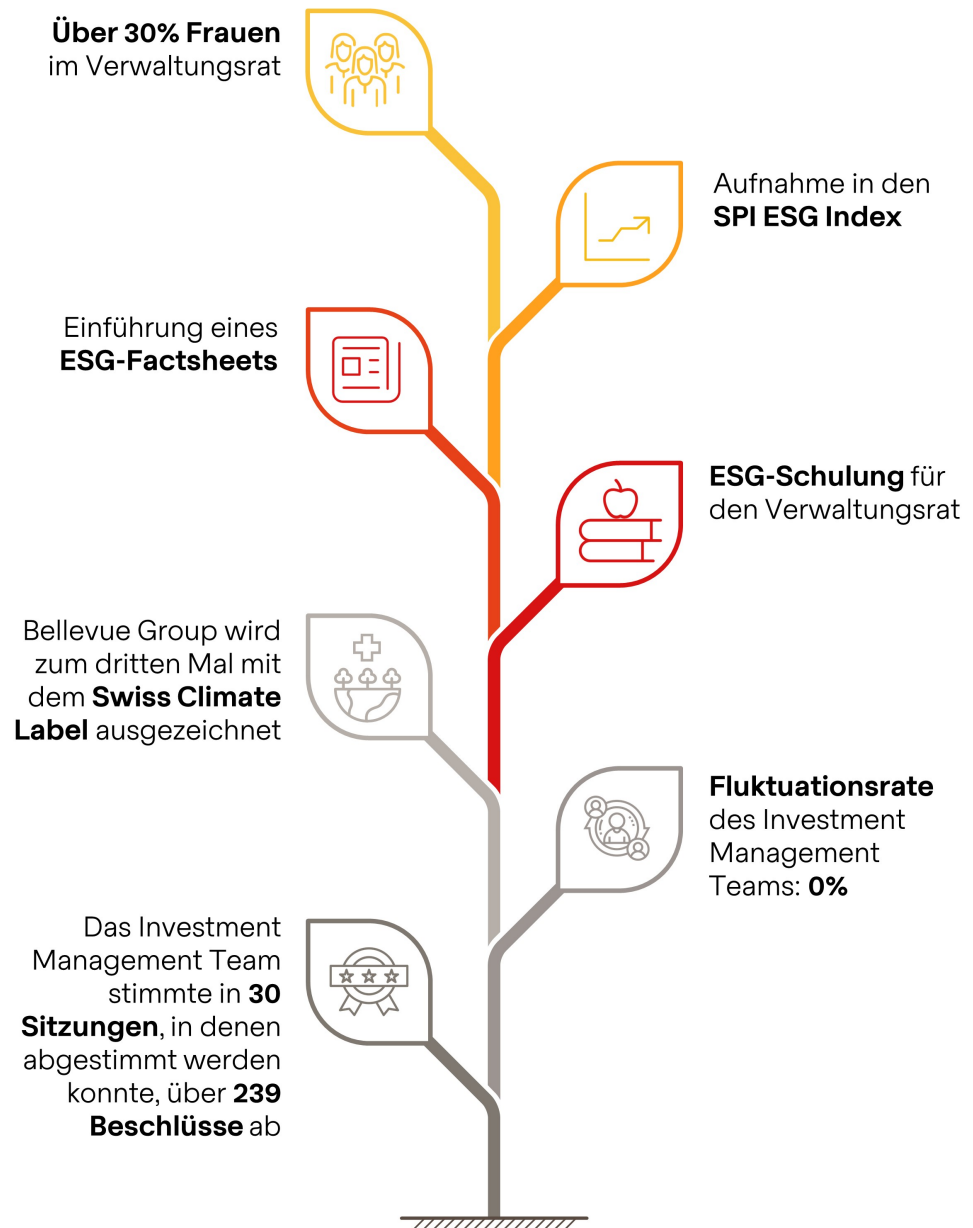 Über 30% Frauen
im Verwaltungsrat
Aufnahme in den
SPI ESG Index
Einführung eines
ESG-Factsheets
ESG-Schulung für
den Verwaltungsrat
Bellevue Group wird
zum dritten Mal mit
dem Swiss Climate
Label ausgezeichnet
Fluktuationsrate
des Investment
Management
Teams: 0%
Das Investment
Management Team
stimmte in 30
Sitzungen, in denen
abgestimmt werden
konnte, über 239
Beschlüsse ab